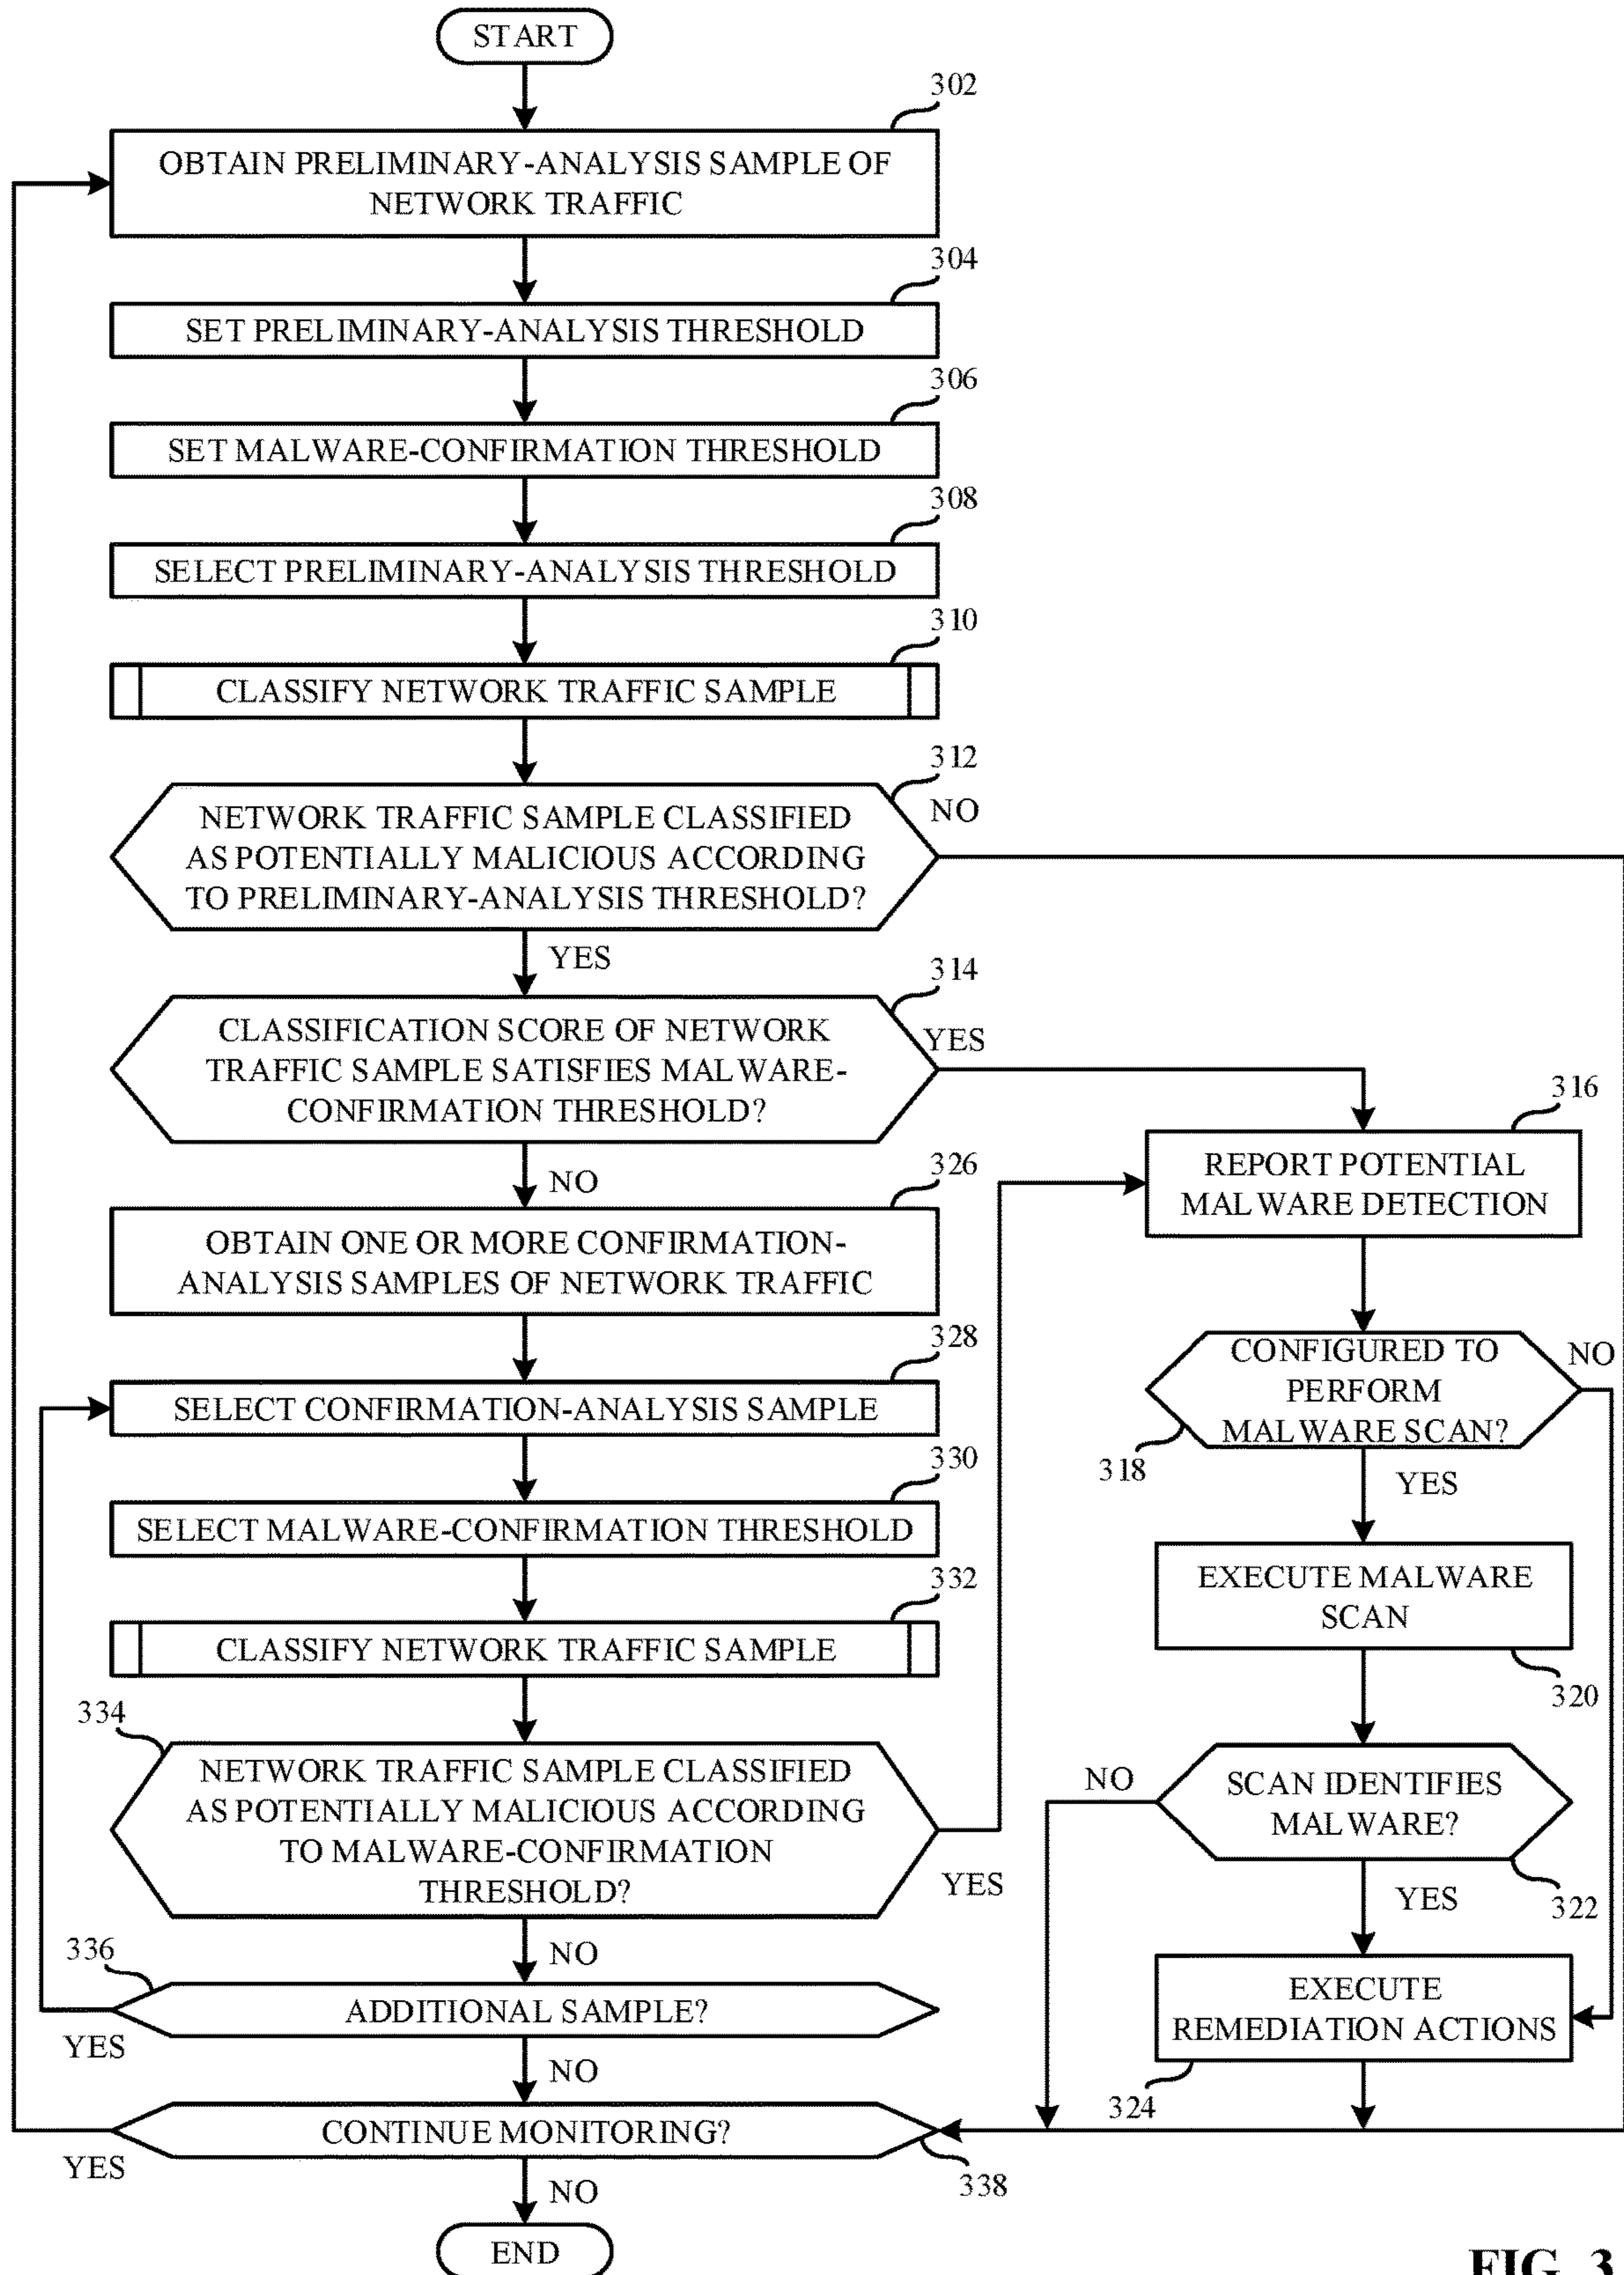 START
302
OBTAIN PRELIMINARY-ANALYSIS SAMPLE OF
NETWORK TRAFFIC
304
SET PRELIMINARY-ANALYSIS THRESHOLD
306
SET MALWARE-CONFIRMATION THRESHOLD
308
SELECT PRELIMINARY-ANALYSIS THRESHOLD
310
CLASSIFY NETWORK TRAFFIC SAMPLE
312
NO
NETWORK TRAFFIC SAMPLE CLASSIFIED
AS POTENTIALLY MALICIOUS ACCORDING
TO PRELIMINARY-ANALYSIS THRESHOLD?
YES
314
YES
CLASSIFICATION SCORE OF NETWORK
TRAFFIC SAMPLE SATISFIES MALWARE-
CONFIRMATION THRESHOLD?
NO
316
REPORT POTENTIAL
MALWARE DETECTION
326
OBTAIN ONE OR MORE CONFIRMATION-
ANALYSIS SAMPLES OF NETWORK TRAFFIC
328
SELECT CONFIRMATION-ANALYSIS SAMPLE
CONFIGURED TO
PERFORM
MALWARE SCAN?
NO
318
YES
330
SELECT MALWARE-CONFIRMATION THRESHOLD
332
CLASSIFY NETWORK TRAFFIC SAMPLE
EXECUTE MALWARE
SCAN
320
334
NETWORK TRAFFIC SAMPLE CLASSIFIED
AS POTENTIALLY MALICIOUS ACCORDING
TO MALWARE-CONFIRMATION
THRESHOLD?
YES
NO
NO
SCAN IDENTIFIES
MALWARE?
322
YES
336
ADDITIONAL SAMPLE?
YES
NO
EXECUTE
REMEDIATION ACTIONS
324
CONTINUE MONITORING?
YES
338
NO
END
FIG. 3